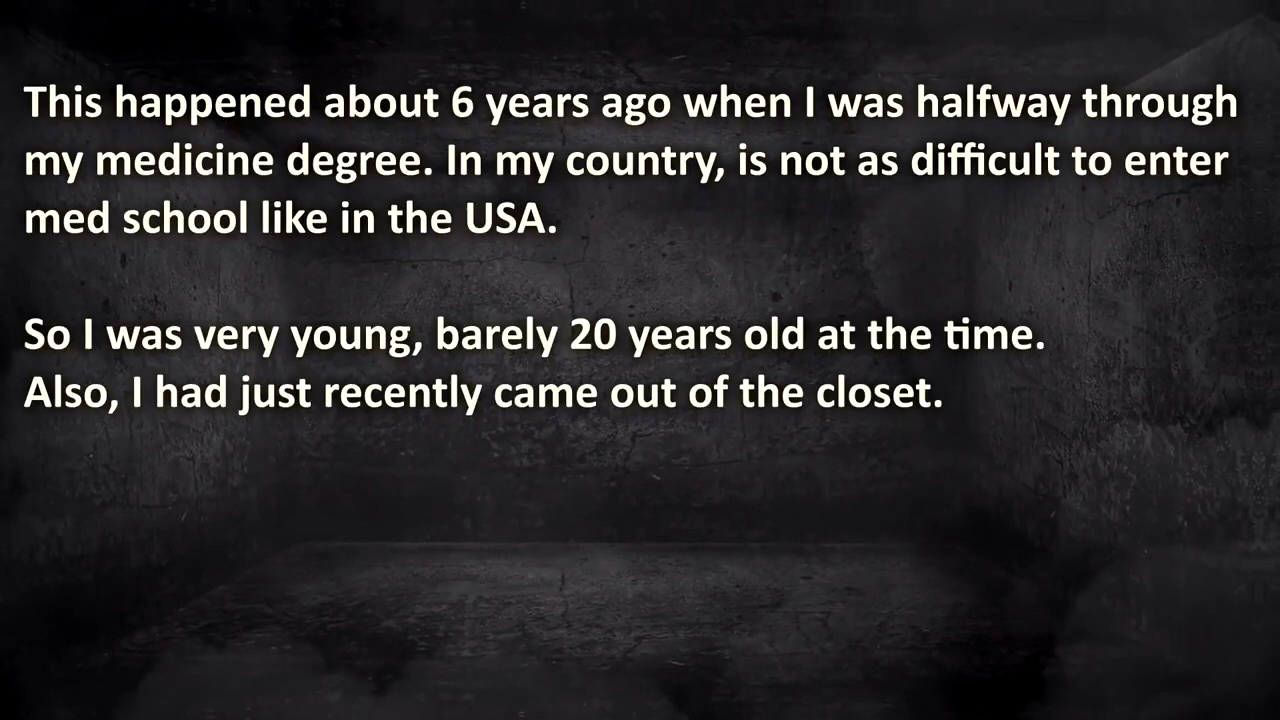 This happened about 6 years ago when I was halfway through
my medicine degree. In my country, is not as difficult to enter
med school like in the USA.
So I was very young, barely 20 years old at the time.
Also, I had just recently came out of the closet.